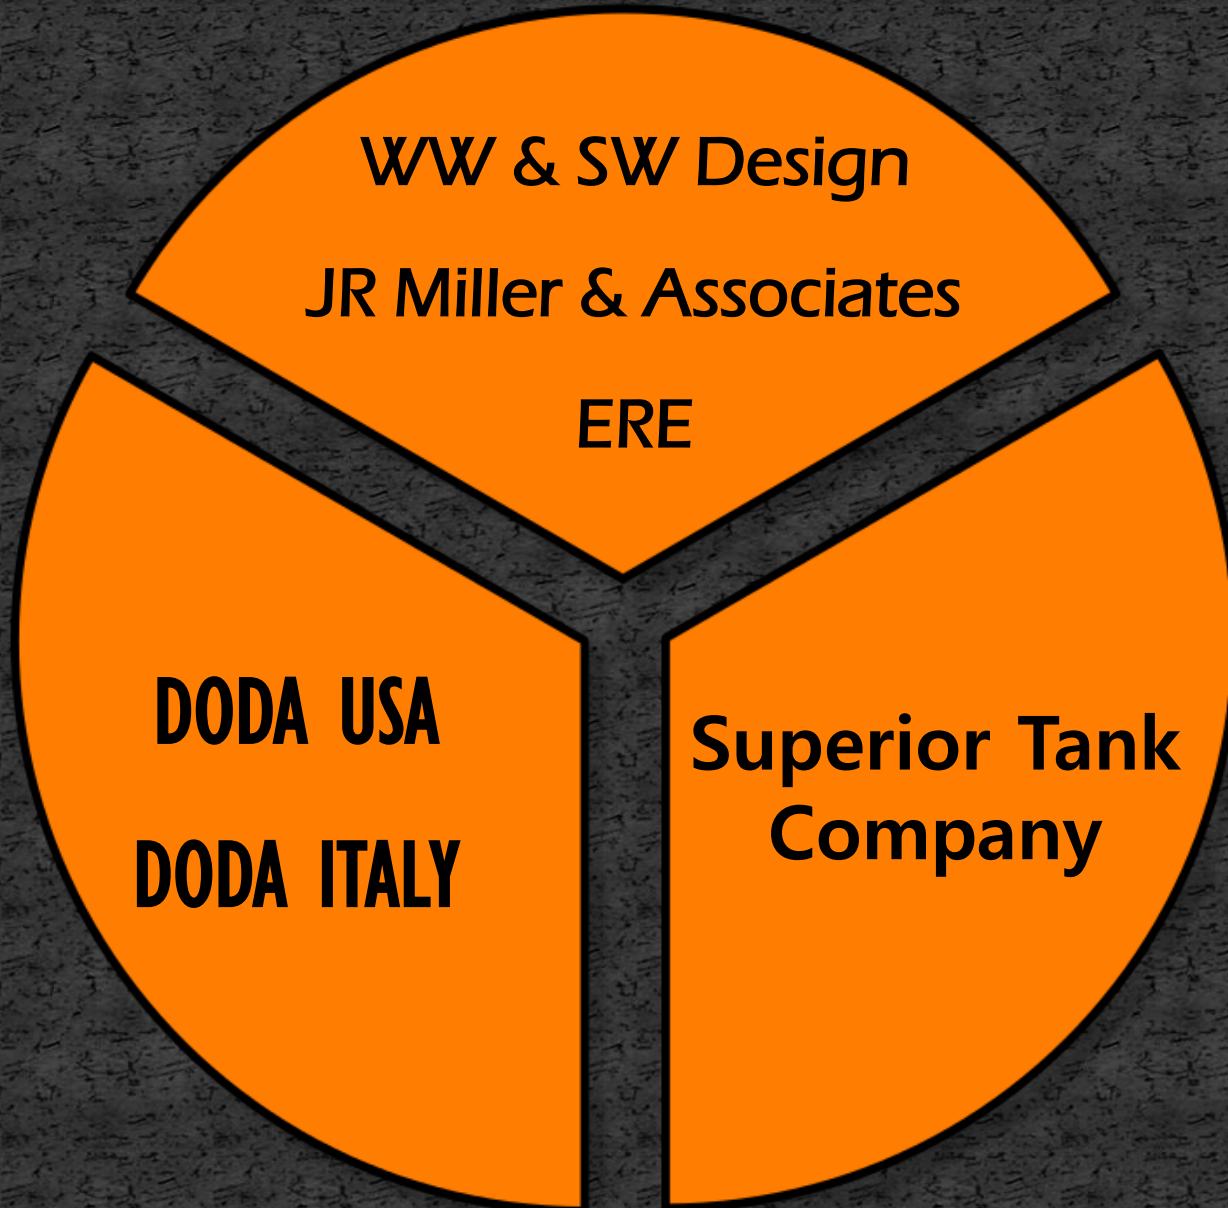 WW & SW Design
JR Miller & Associates
ERE
DODA USA
DODA ITALY
Superior Tank
Company